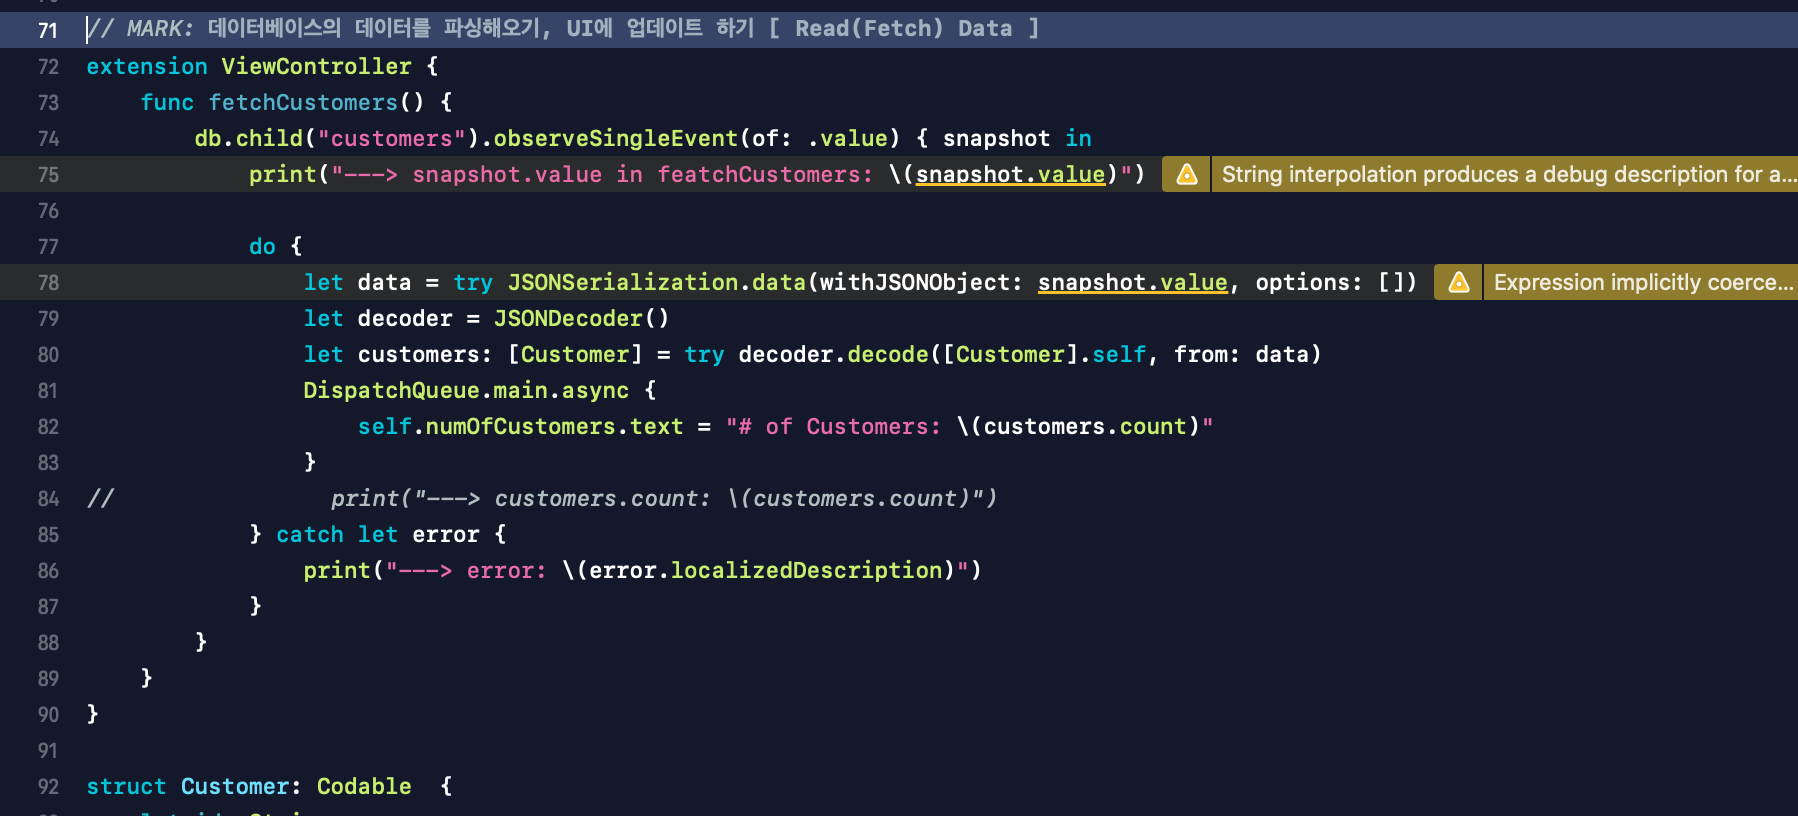 71 // MARK: 데이터베이스의 데이터를 파싱해오기, UI에 업데이트 하기 [ Read(Fetch) Data ]
72 extension ViewController {
73     func fetchCustomers() {
74         db.child("customers").observeSingleEvent(of: .value) { snapshot in
75             print("---> snapshot.value in featchCustomers: \(snapshot.value)") String interpolation produces a debug description for a...
76
77             do {
78                 let data = try JSONSerialization.data(withJSONObject: snapshot.value, options: []) Expression implicitly coerce...
79                 let decoder = JSONDecoder()
80                 let customers: [Customer] = try decoder.decode([Customer].self, from: data)
81                 DispatchQueue.main.async {
82                     self.numOfCustomers.text = "# of Customers: \(customers.count)"
83                 }
84 //                print("---> customers.count: \(customers.count)")
85             } catch let error {
86                 print("---> error: \(error.localizedDescription)")
87             }
88         }
89     }
90 }
91
92 struct Customer: Codable  {